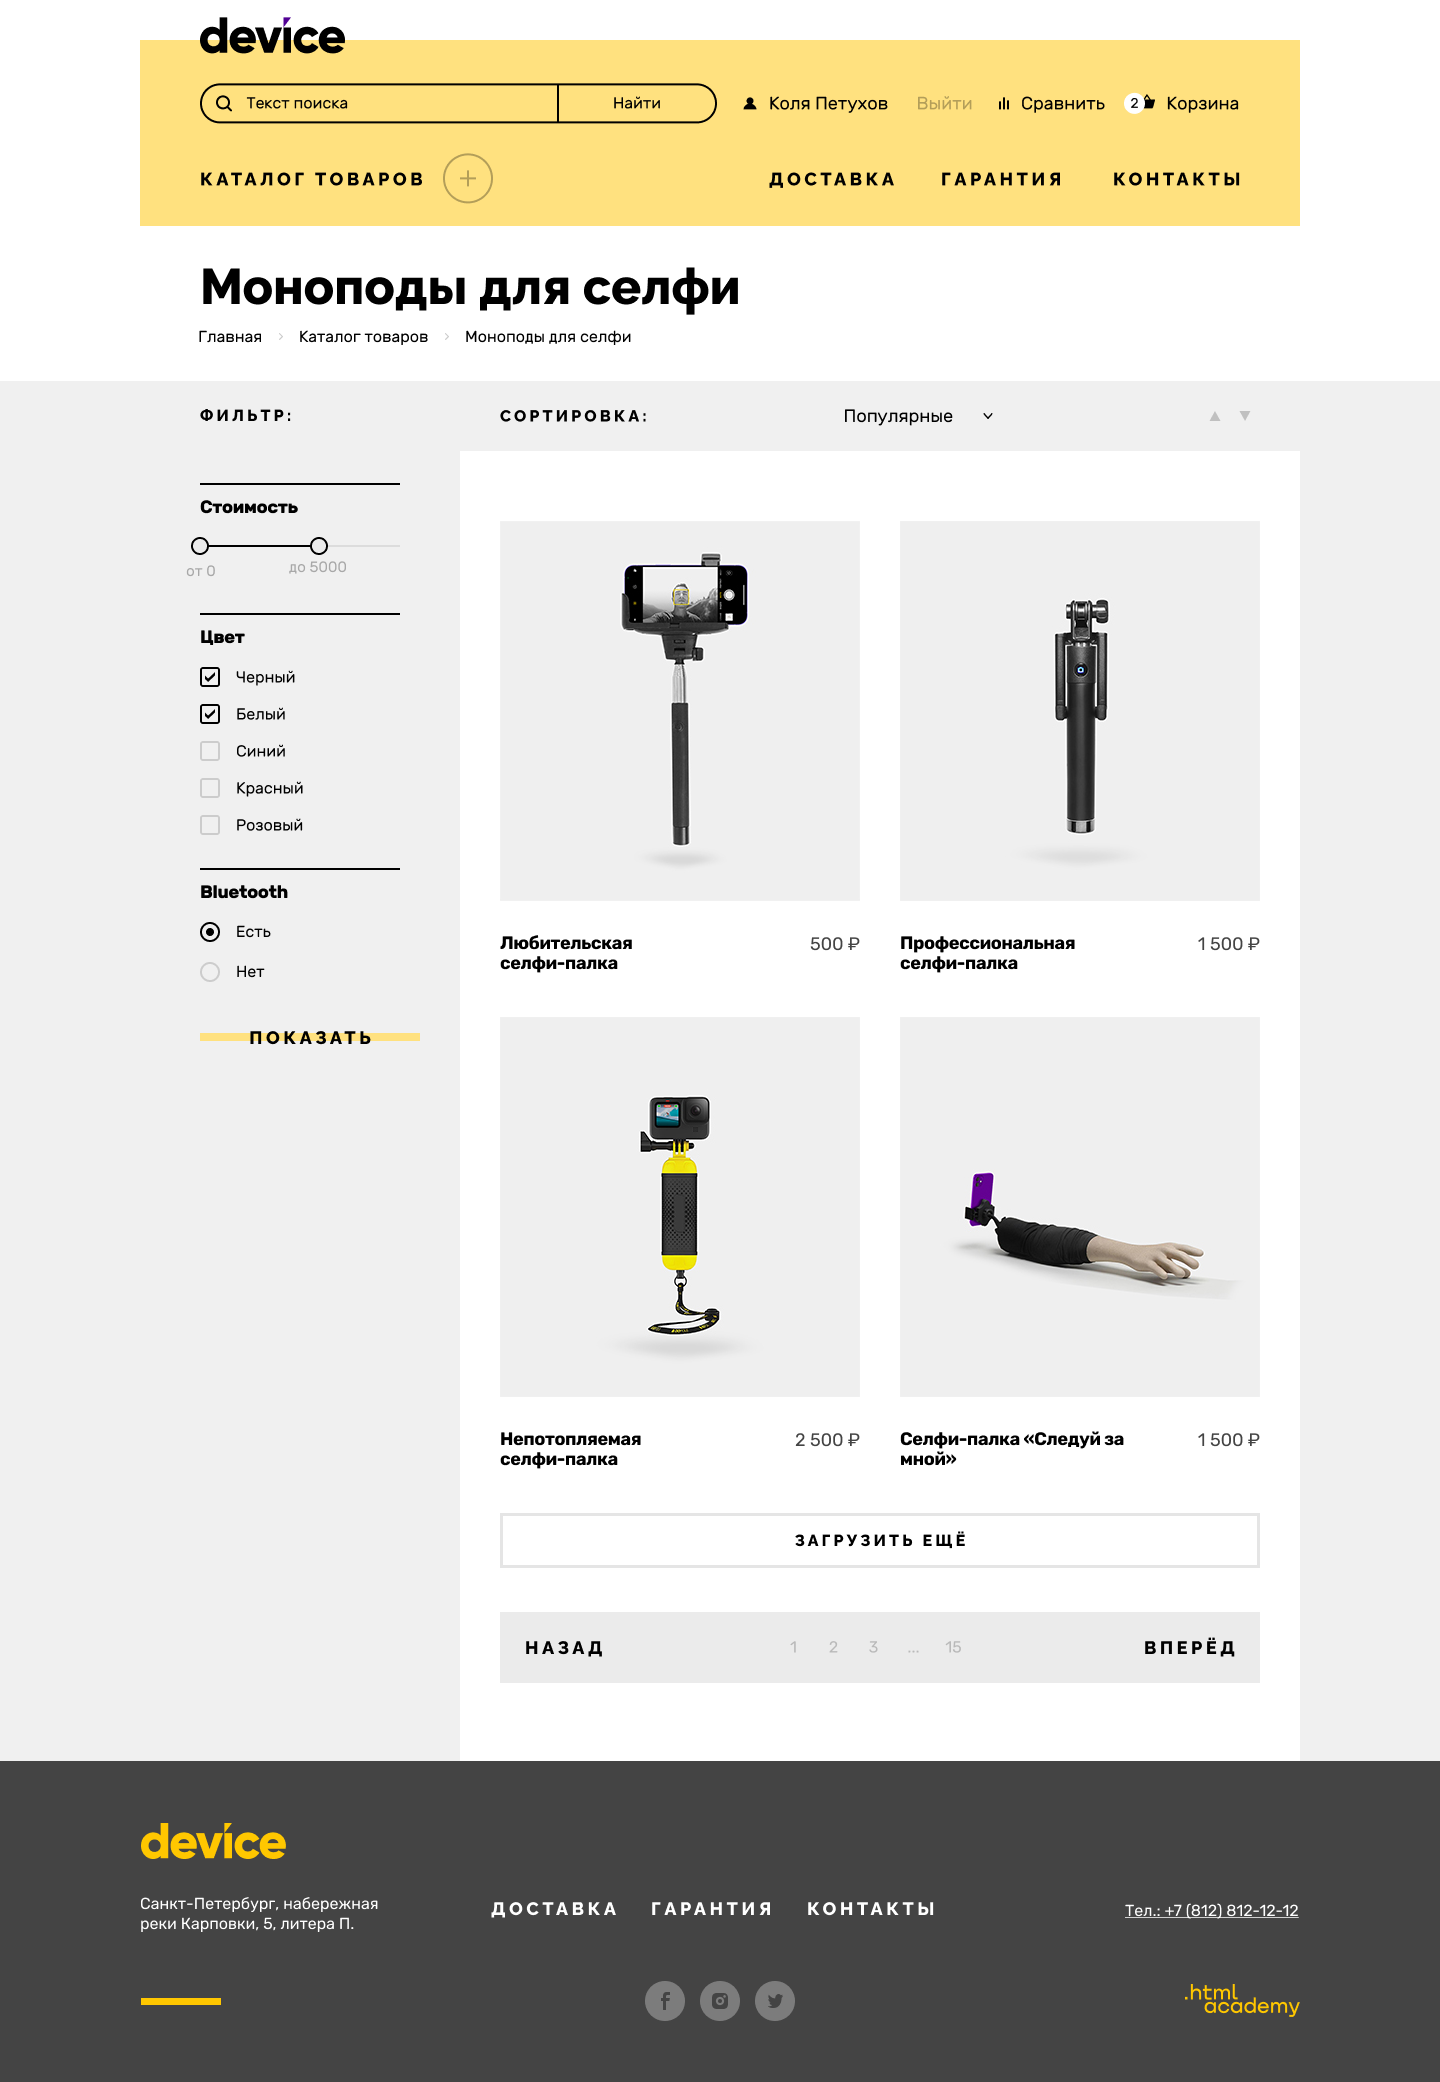 device
Текст поиска
Найти
Коля Петухов
Выйти
Сравнить
2
Корзина
КАТАЛОГ ТОВАРОВ
ДОСТАВКА
ГАРАНТИЯ
КОНТАКТЫ
Моноподы для селфи
Главная
Каталог товаров
Моноподы для селфи
ФИЛЬТР:
СОРТИРОВКА:
Популярные
Стоимость
от 0
до 5000
Цвет
Черный
Белый
Синий
Красный
Розовый
Bluetooth
Есть
Нет
ПОКАЗАТЬ
Любительская
селфи-палка
500 ₽
Профессиональная
селфи-палка
1 500 ₽
Непотопляемая
селфи-палка
2 500 ₽
Селфи-палка «Следуй за
мной»
1 500 ₽
ЗАГРУЗИТЬ ЕЩЁ
НАЗАД
1
2
3
...
15
ВПЕРЁД
device
Санкт-Петербург, набережная
реки Карповки, 5, литера П.
ДОСТАВКА
ГАРАНТИЯ
КОНТАКТЫ
Тел.: +7 (812) 812-12-12
.html
academy